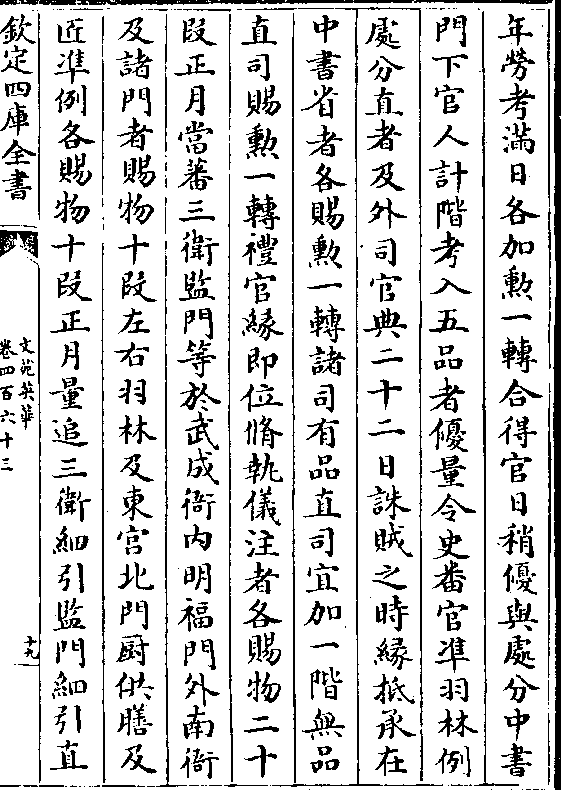 年勞考滿日各加勲一轉合得官日稍優與處分中書
門下官人計階考入五品者優量令史番官準羽林例
處分直者及外司官典二十二日誅賊之時緣祗承在
中書省者各賜勲一轉諸司有品直司宜加一階無品
直司賜勲一轉禮官緣即位脩執儀注者各賜物二十
段正月當蕃三衛監門等於武成衙内明福門外南衙
及諸門者賜物十段左右羽林及東宫北門厨供膳及
匠準例各賜物十段正月量追三衛細引監門細引直
欽定四庫全書
文苑英華
卷四百六十三
十九